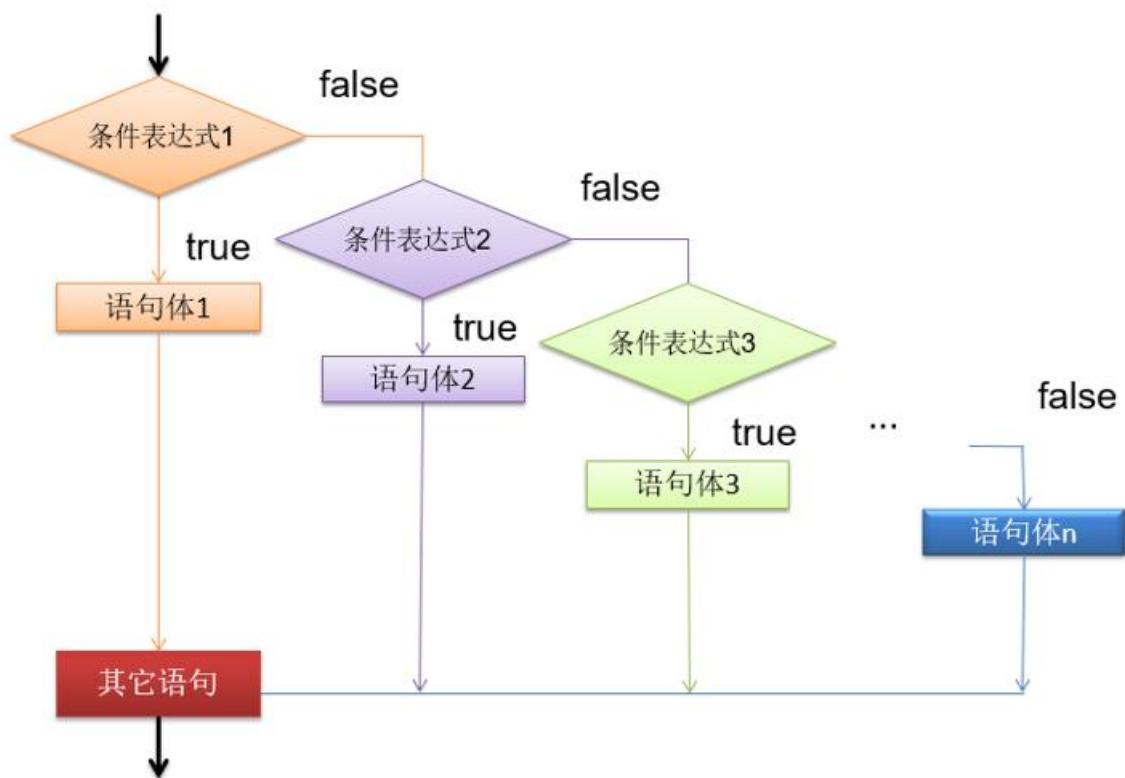 false
条件表达式1
false
true
条件表达式2
语句体1
true
条件表达式3
语句体2
false
true
...
语句体3
语句体n
其它语句